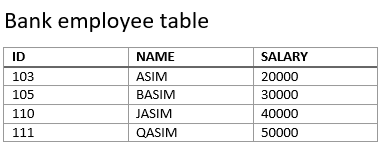 Bank employee table
ID NAME SALARY
103 ASIM 20000
105 BASIM 30000
110 JASIM 40000
111 QASIM 50000